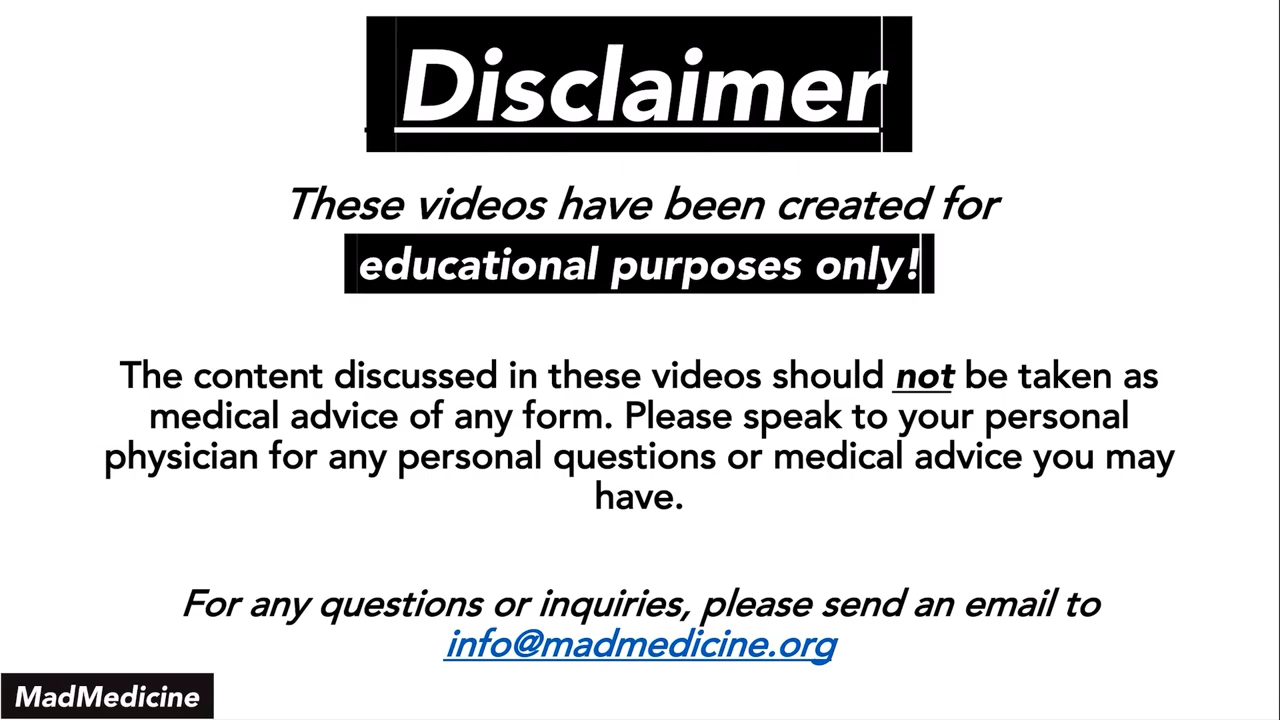 Disclaimer
These videos have been created for
educational purposes only!
The content discussed in these videos should not be taken as
medical advice of any form. Please speak to your personal
physician for any personal questions or medical advice you may
have.
For any questions or inquiries, please send an email to
info@madmedicine.org
MadMedicine